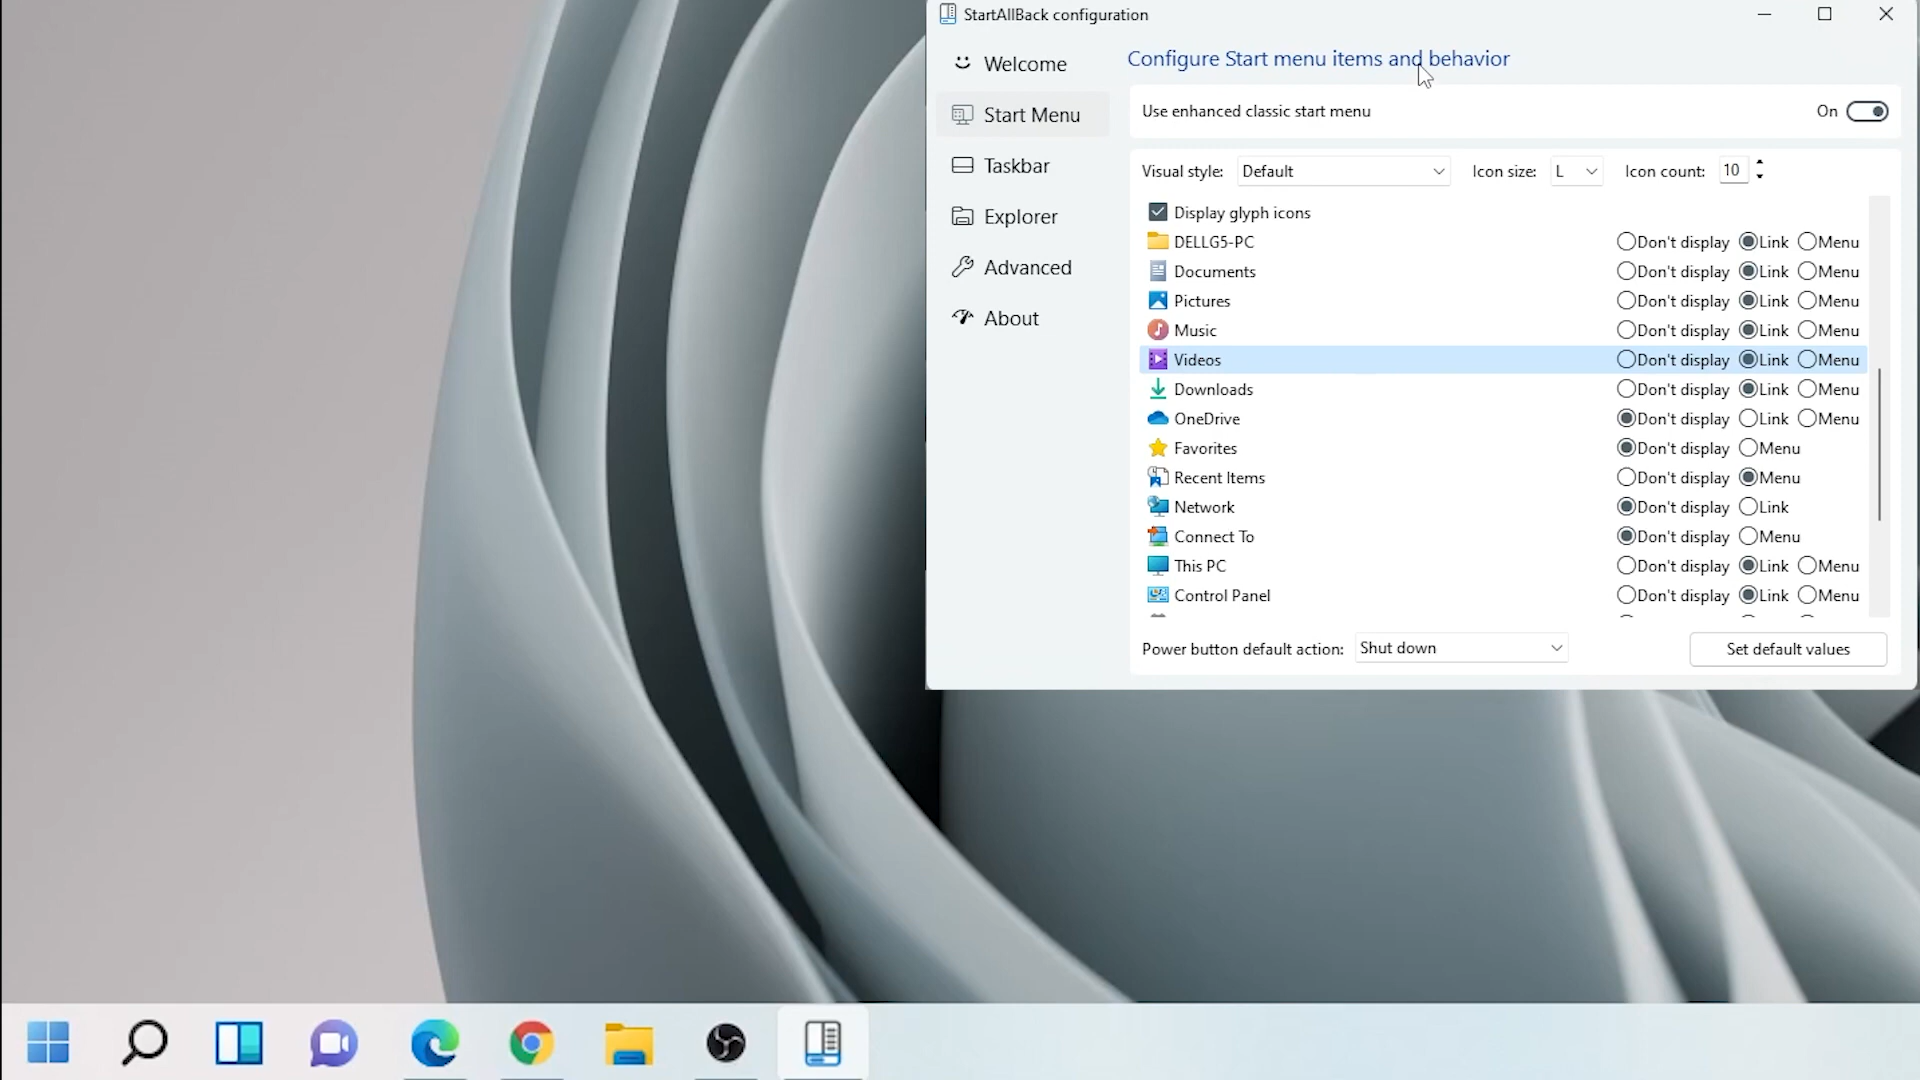 StartAllBack configuration
Welcome
Start Menu
Taskbar
Explorer
Advanced
About
Configure Start menu items and behavior
Use enhanced classic start menu On
Visual style: Default Icon size: L Icon count: 10
Display glyph icons
DELLG5-PC Don't display Link Menu
Documents Don't display Link Menu
Pictures Don't display Link Menu
Music Don't display Link Menu
Videos Don't display Link Menu
Downloads Don't display Link Menu
OneDrive Don't display Link Menu
Favorites Don't display Menu
Recent Items Don't display Menu
Network Don't display Link
Connect To Don't display Menu
This PC Don't display Link Menu
Control Panel Don't display Link Menu
Power button default action: Shut down Set default values